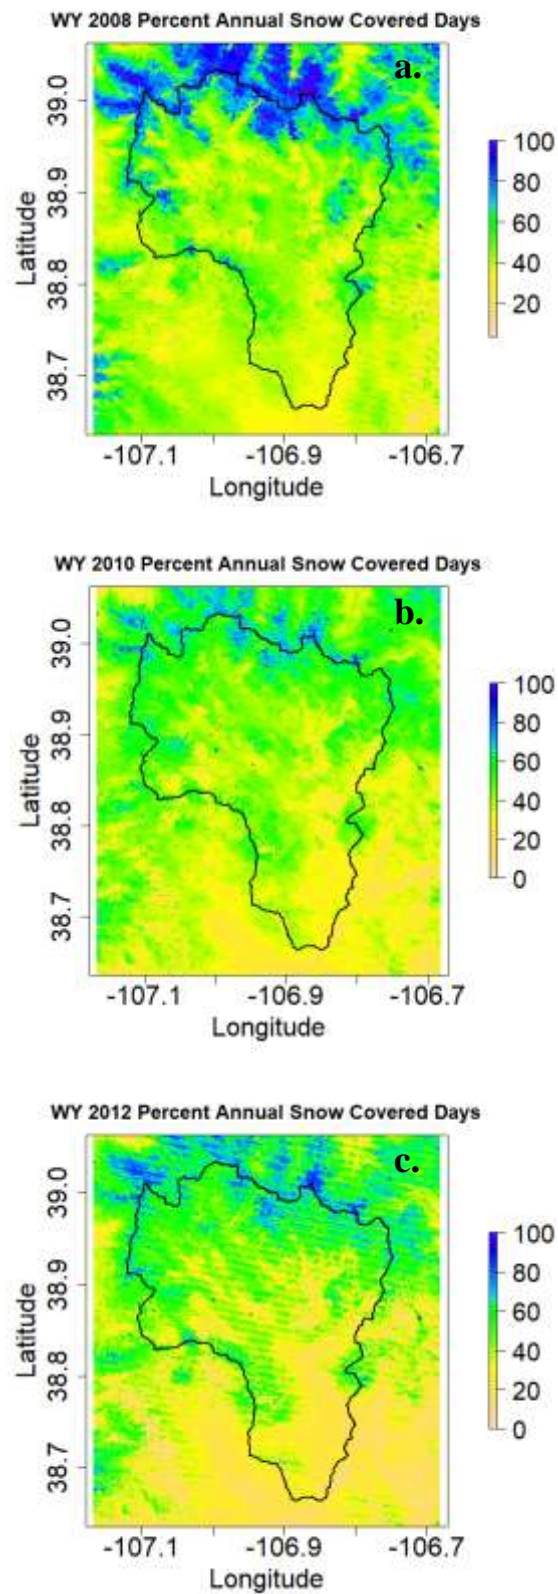 WY 2008 Percent Annual Snow Covered Days
a.
39.0
38.9
38.8
38.7
Latitude
100
80
60
40
20
-107.1 -106.9 -106.7
Longitude
WY 2010 Percent Annual Snow Covered Days
b.
39.0
38.9
38.8
38.7
Latitude
100
80
60
40
20
0
-107.1 -106.9 -106.7
Longitude
WY 2012 Percent Annual Snow Covered Days
c.
39.0
38.9
38.8
38.7
Latitude
100
80
60
40
20
0
-107.1 -106.9 -106.7
Longitude